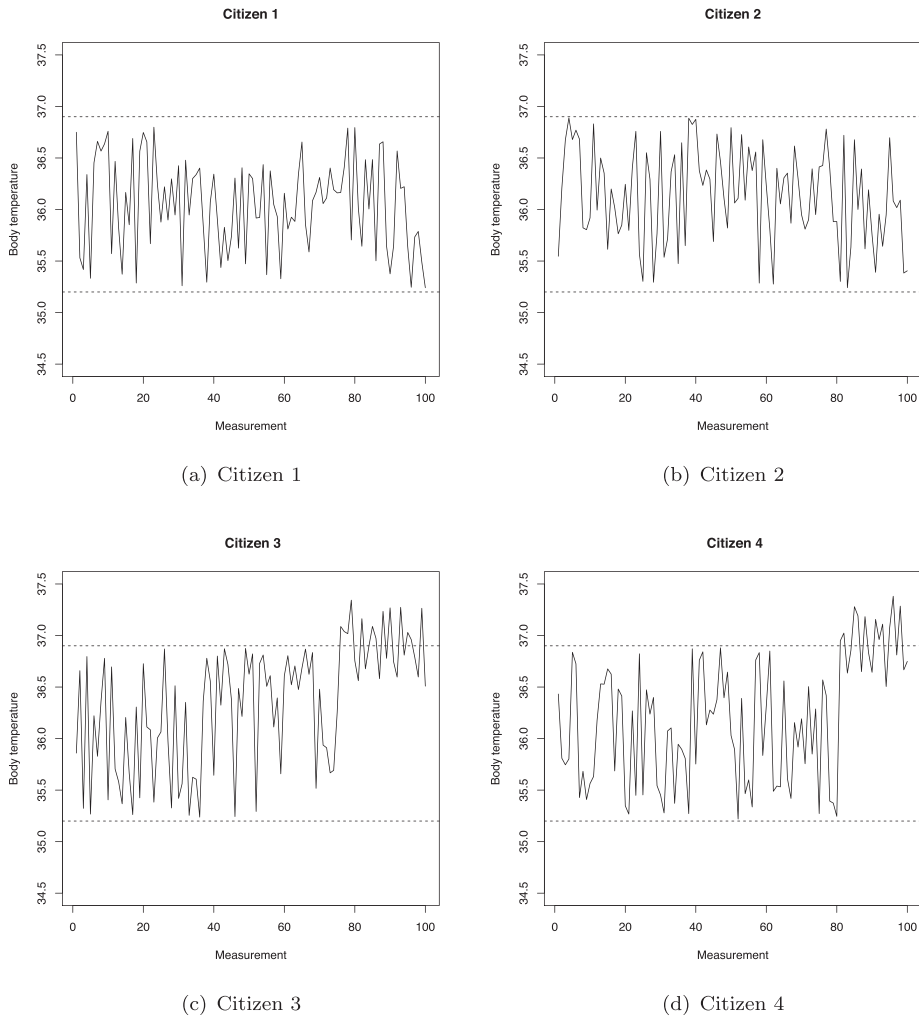 Citizen 1
Body temperature
37.5
37.0
36.5
36.0
35.5
35.0
34.5
0 20 40 60 80 100
Measurement
(a) Citizen 1
Citizen 2
Body temperature
37.5
37.0
36.5
36.0
35.5
35.0
34.5
0 20 40 60 80 100
Measurement
(b) Citizen 2
Citizen 3
Body temperature
37.5
37.0
36.5
36.0
35.5
35.0
34.5
0 20 40 60 80 100
Measurement
(c) Citizen 3
Citizen 4
Body temperature
37.5
37.0
36.5
36.0
35.5
35.0
34.5
0 20 40 60 80 100
Measurement
(d) Citizen 4